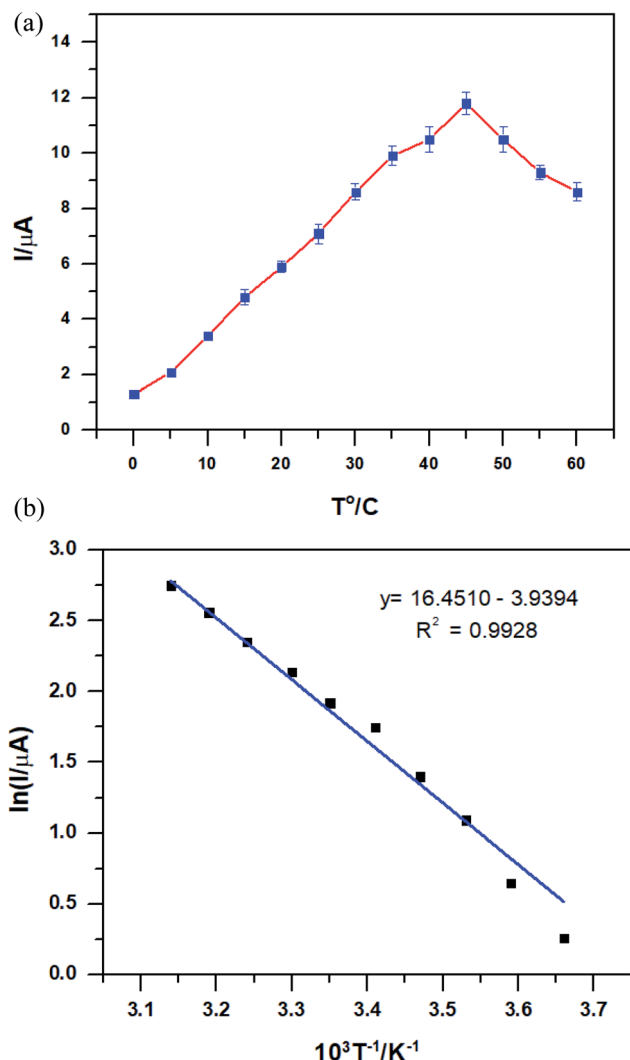 (a)
14
12
10
8
6
4
2
0
I/μA
0 10 20 30 40 50 60
T°/C
(b)
3.0
2.5
2.0
1.5
1.0
0.5
0.0
ln(I/μA)
y= 16.4510 - 3.9394
R² = 0.9928
3.1 3.2 3.3 3.4 3.5 3.6 3.7
10³T⁻¹/K⁻¹